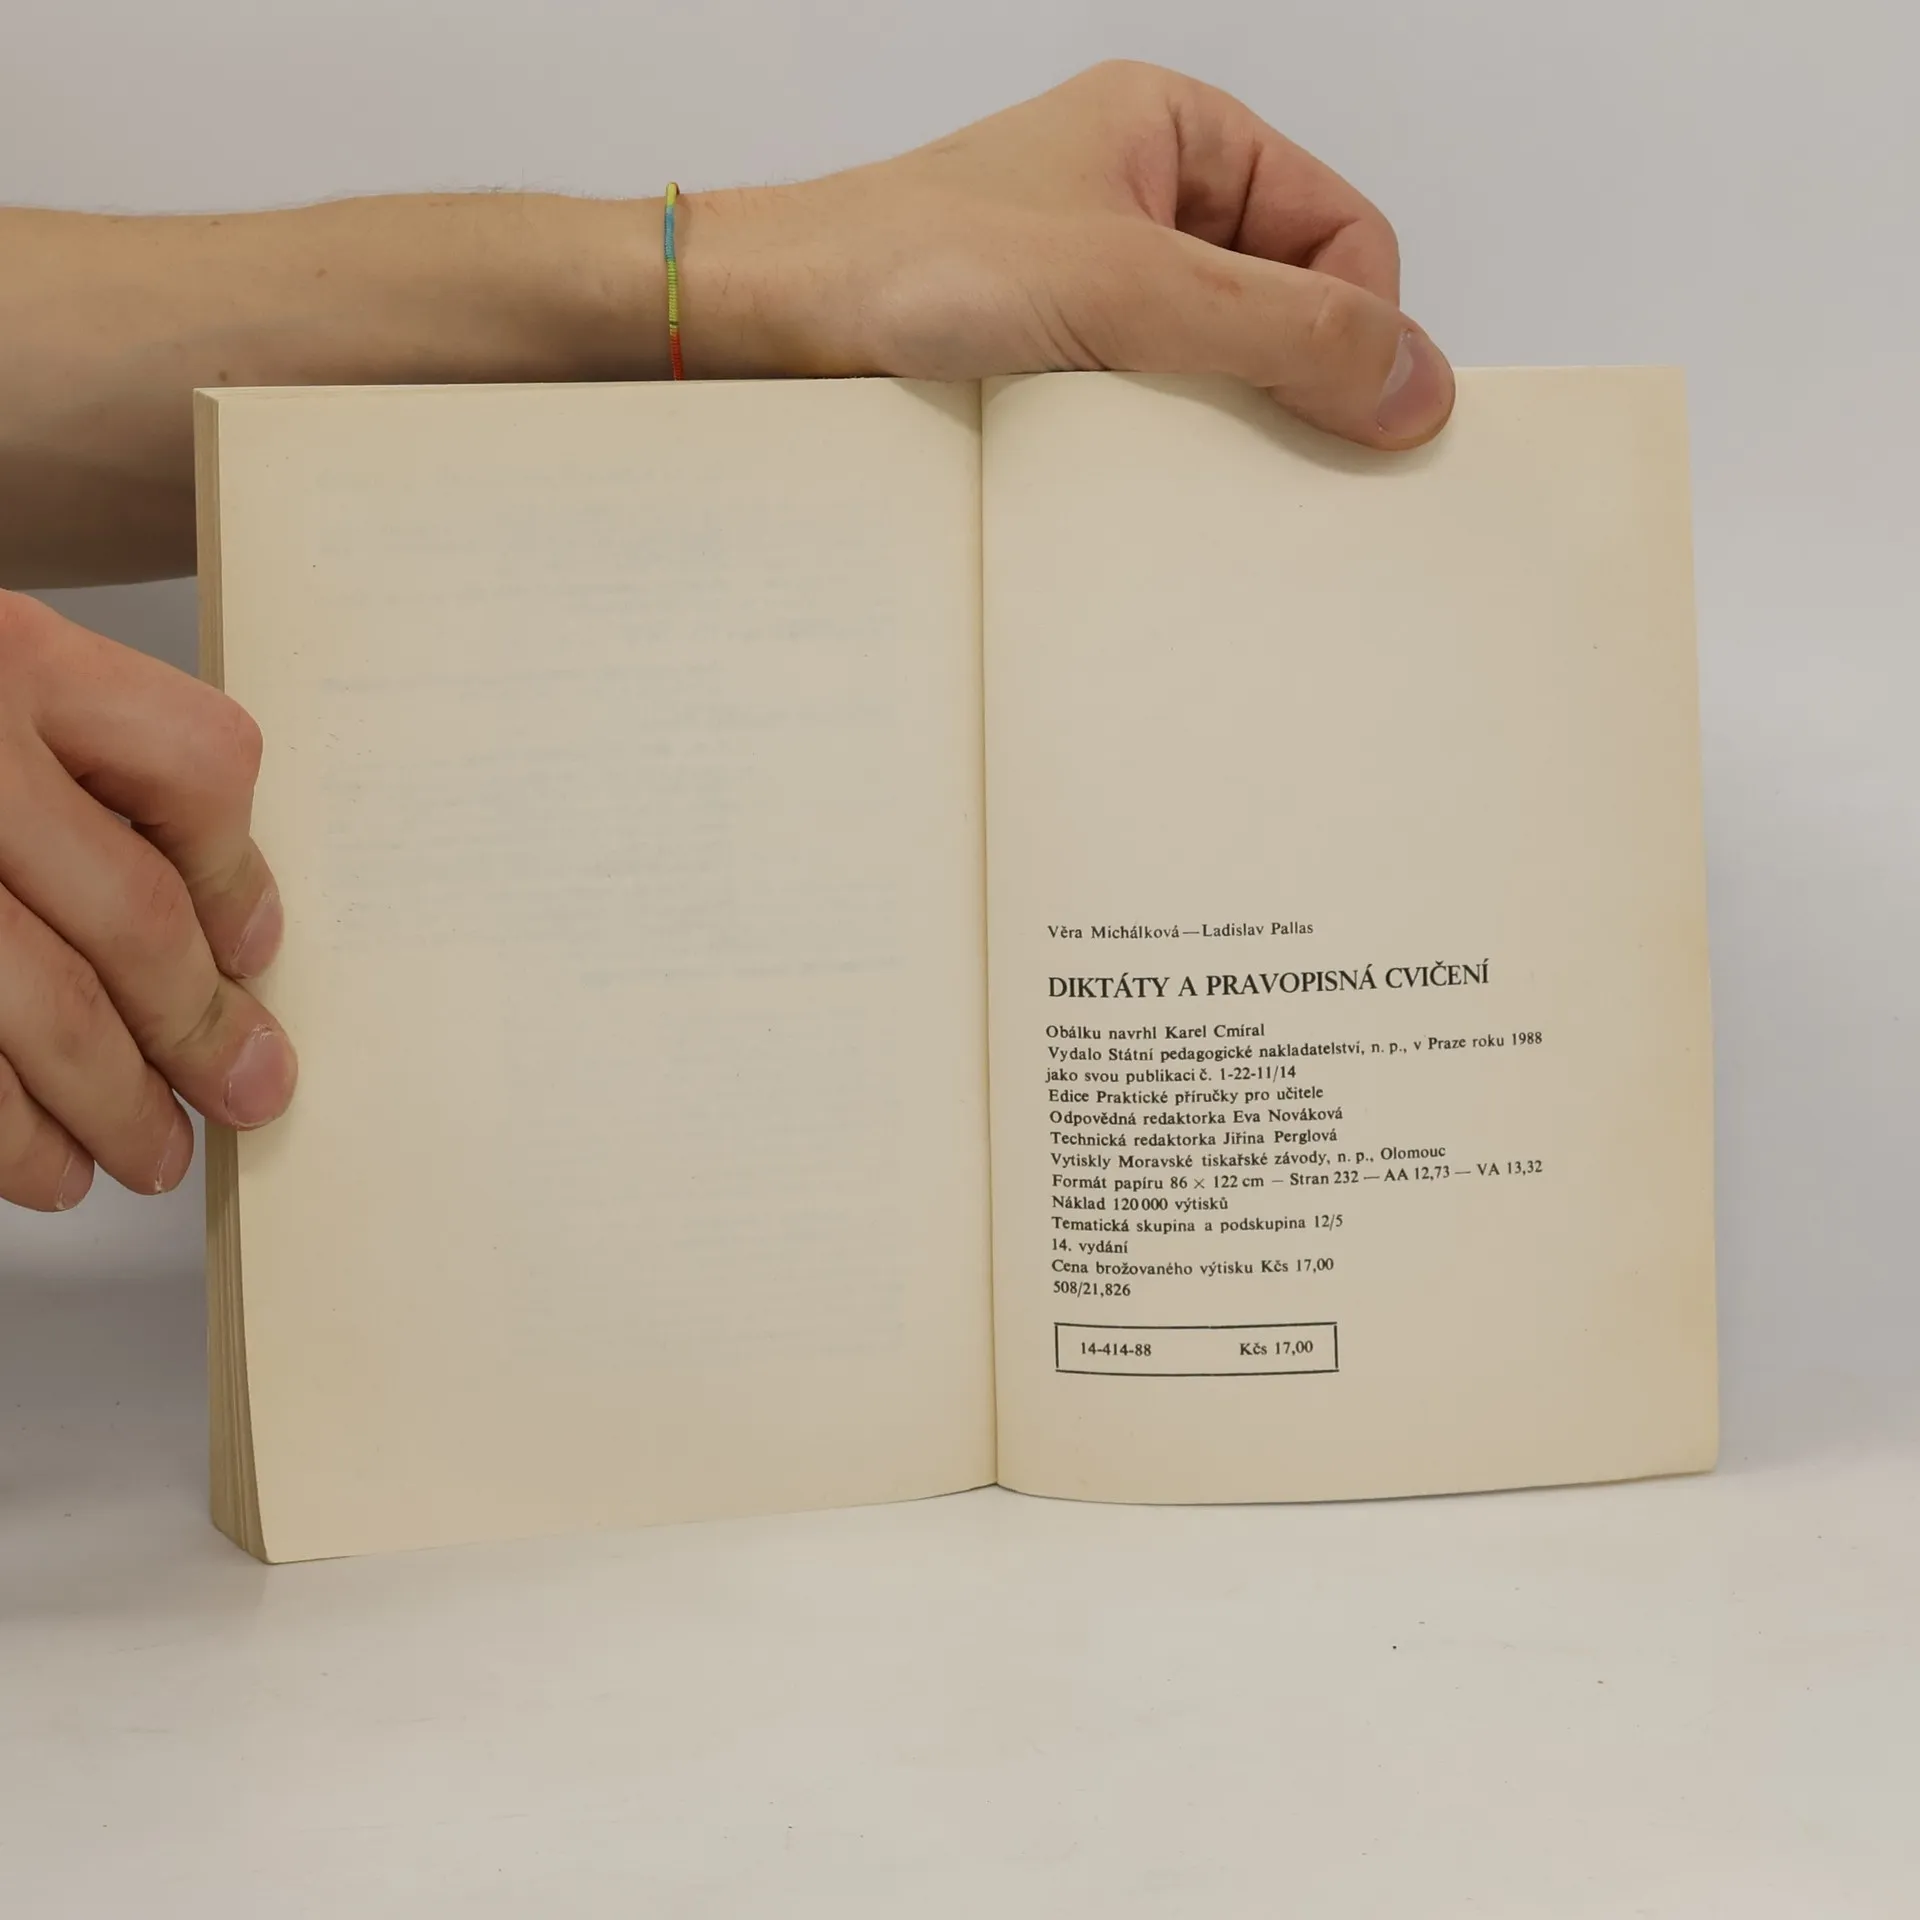 Věra Michálková—Ladislav Pallas
DIKTÁTY A PRAVOPISNÁ CVIČENÍ
Obálku navrhl Karel Cmíral
Vydalo Státní pedagogické nakladatelství, n. p., v Praze roku 1988
jako svou publikaci č. 1-22-11/14
Edice Praktické příručky pro učitele
Odpovědná redaktorka Eva Nováková
Technická redaktorka Jiřina Perglová
Vytiskly Moravské tiskařské závody, n. p., Olomouc
Formát papíru 86 × 122 cm — Stran 232 — AA 12,73 — VA 13,32
Náklad 120 000 výtisků
Tematická skupina a podskupina 12/5
14. vydání
Cena brožovaného výtisku Kčs 17,00
508/21,826
14-414-88 Kčs 17,00